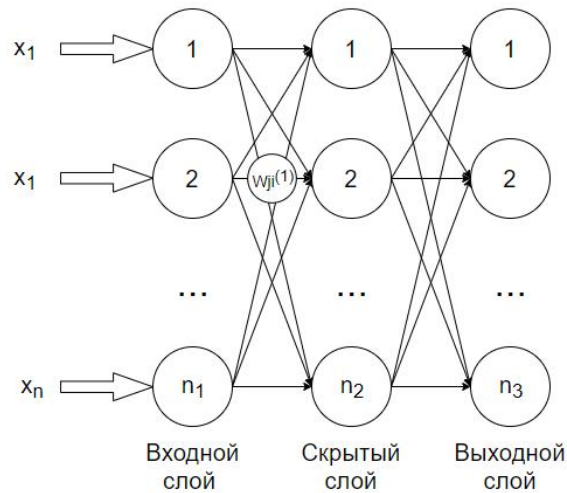 x₁ 1 1 1
x₁ 2 Wji⁽¹⁾ 2 2
... ... ...
xₙ n₁ n₂ n₃
Входной Скрытый Выходной
слой слой слой